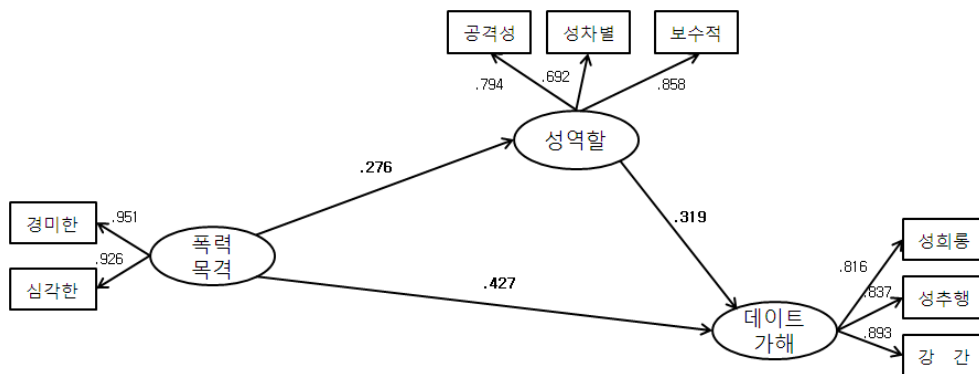 공격성
성차별
보수적
.794
.692
.858
성역할
.276
경미한
.951
폭력
목격
.926
심각한
.319
.427
성희롱
.816
.837
성추행
데이트
가해
.893
강 간